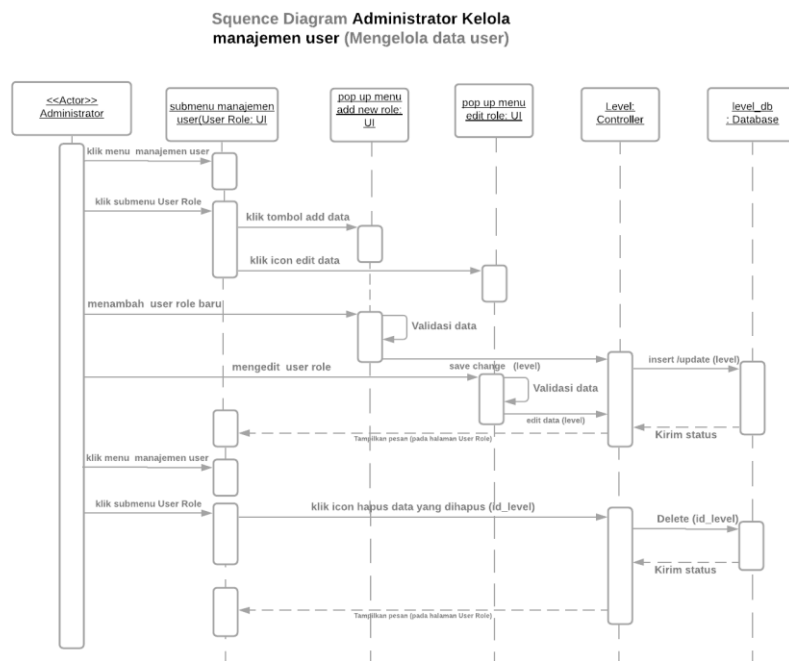 Squence Diagram Administrator Kelola
manajemen user (Mengelola data user)
<<Actor>>
Administrator
submenu manajemen
user(User Role: UI
pop up menu
add new role:
UI
pop up menu
edit role: UI
Level:
Controller
level_db
: Database
klik menu manajemen user
klik submenu User Role
klik tombol add data
klik icon edit data
menambah user role baru
Validasi data
save change (level)
insert /update (level)
mengedit user role
Validasi data
edit data (level)
Kirim status
Tampilkan pesan (pada halaman User Role)
klik menu manajemen user
klik submenu User Role
klik icon hapus data yang dihapus (id_level)
Delete (id_level)
Kirim status
Tampilkan pesan (pada halaman User Role)